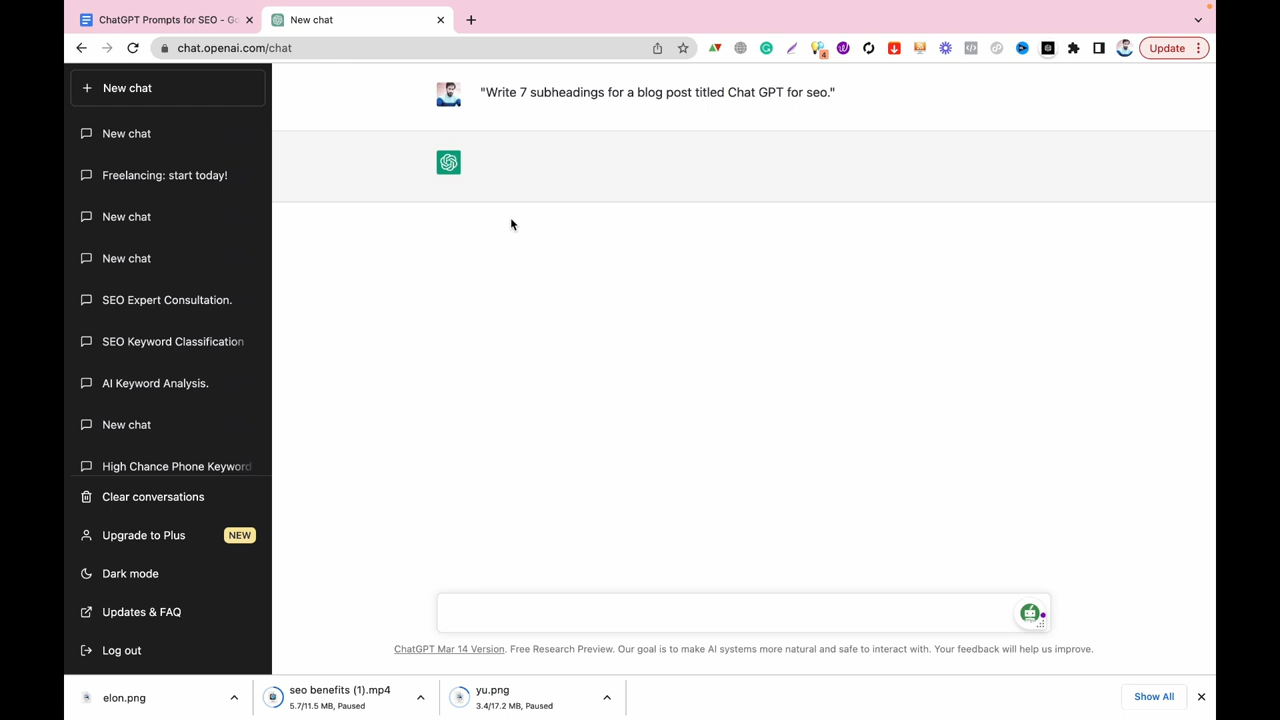 ChatGPT Prompts for SEO - Go
New chat
chat.openai.com/chat
4
Update
New chat
New chat
Freelancing: start today!
New chat
New chat
SEO Expert Consultation.
SEO Keyword Classification
AI Keyword Analysis.
New chat
High Chance Phone Keyword
Clear conversations
Upgrade to Plus
NEW
Dark mode
Updates & FAQ
Log out
"Write 7 subheadings for a blog post titled Chat GPT for seo."
ChatGPT Mar 14 Version. Free Research Preview. Our goal is to make AI systems more natural and safe to interact with. Your feedback will help us improve.
elon.png
seo benefits (1).mp4
5.7/11.5 MB, Paused
yu.png
3.4/17.2 MB, Paused
Show All